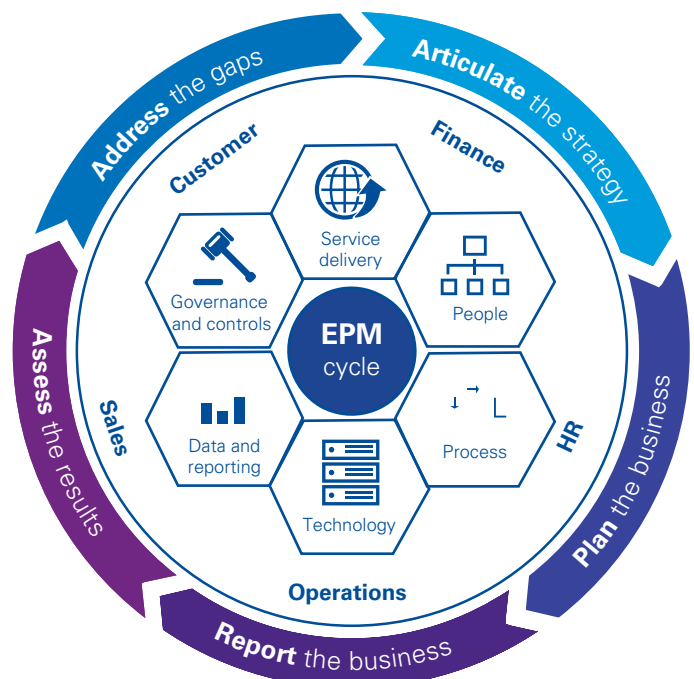 Address the gaps
Articulate the strategy
Plan the business
Report the business
Assess the results
Customer
Finance
HR
Operations
Sales
Service
delivery
People
Process
Technology
Data and
reporting
Governance
and controls
EPM
cycle